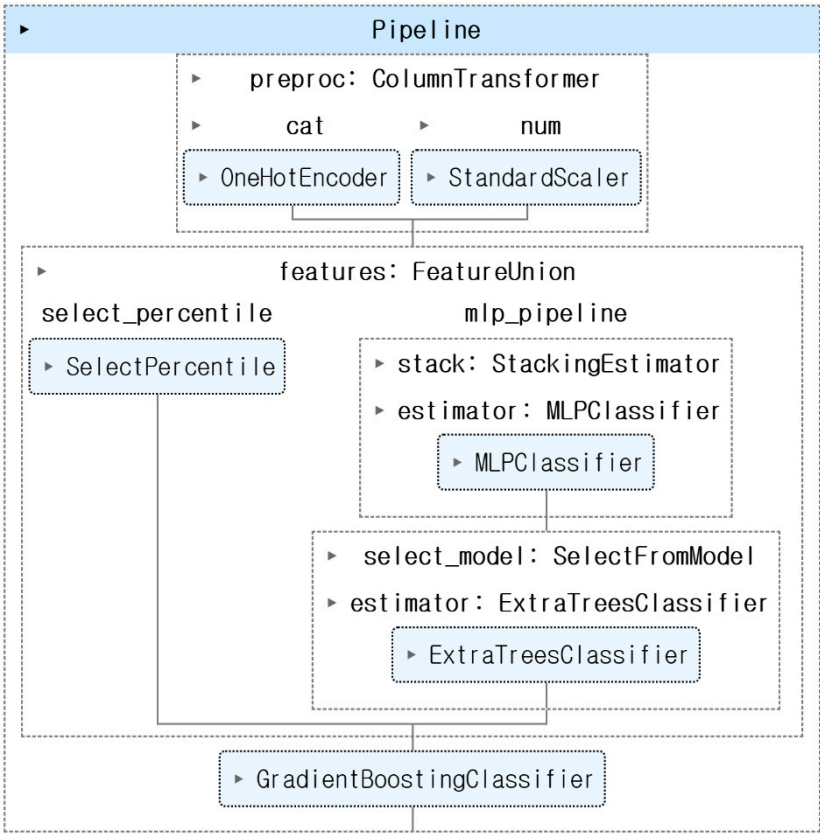 Pipeline
preproc: ColumnTransformer
cat num
OneHotEncoder StandardScaler
features: FeatureUnion
select_percentile mlp_pipeline
SelectPercentile
stack: StackingEstimator
estimator: MLPClassifier
MLPClassifier
select_model: SelectFromModel
estimator: ExtraTreesClassifier
ExtraTreesClassifier
GradientBoostingClassifier